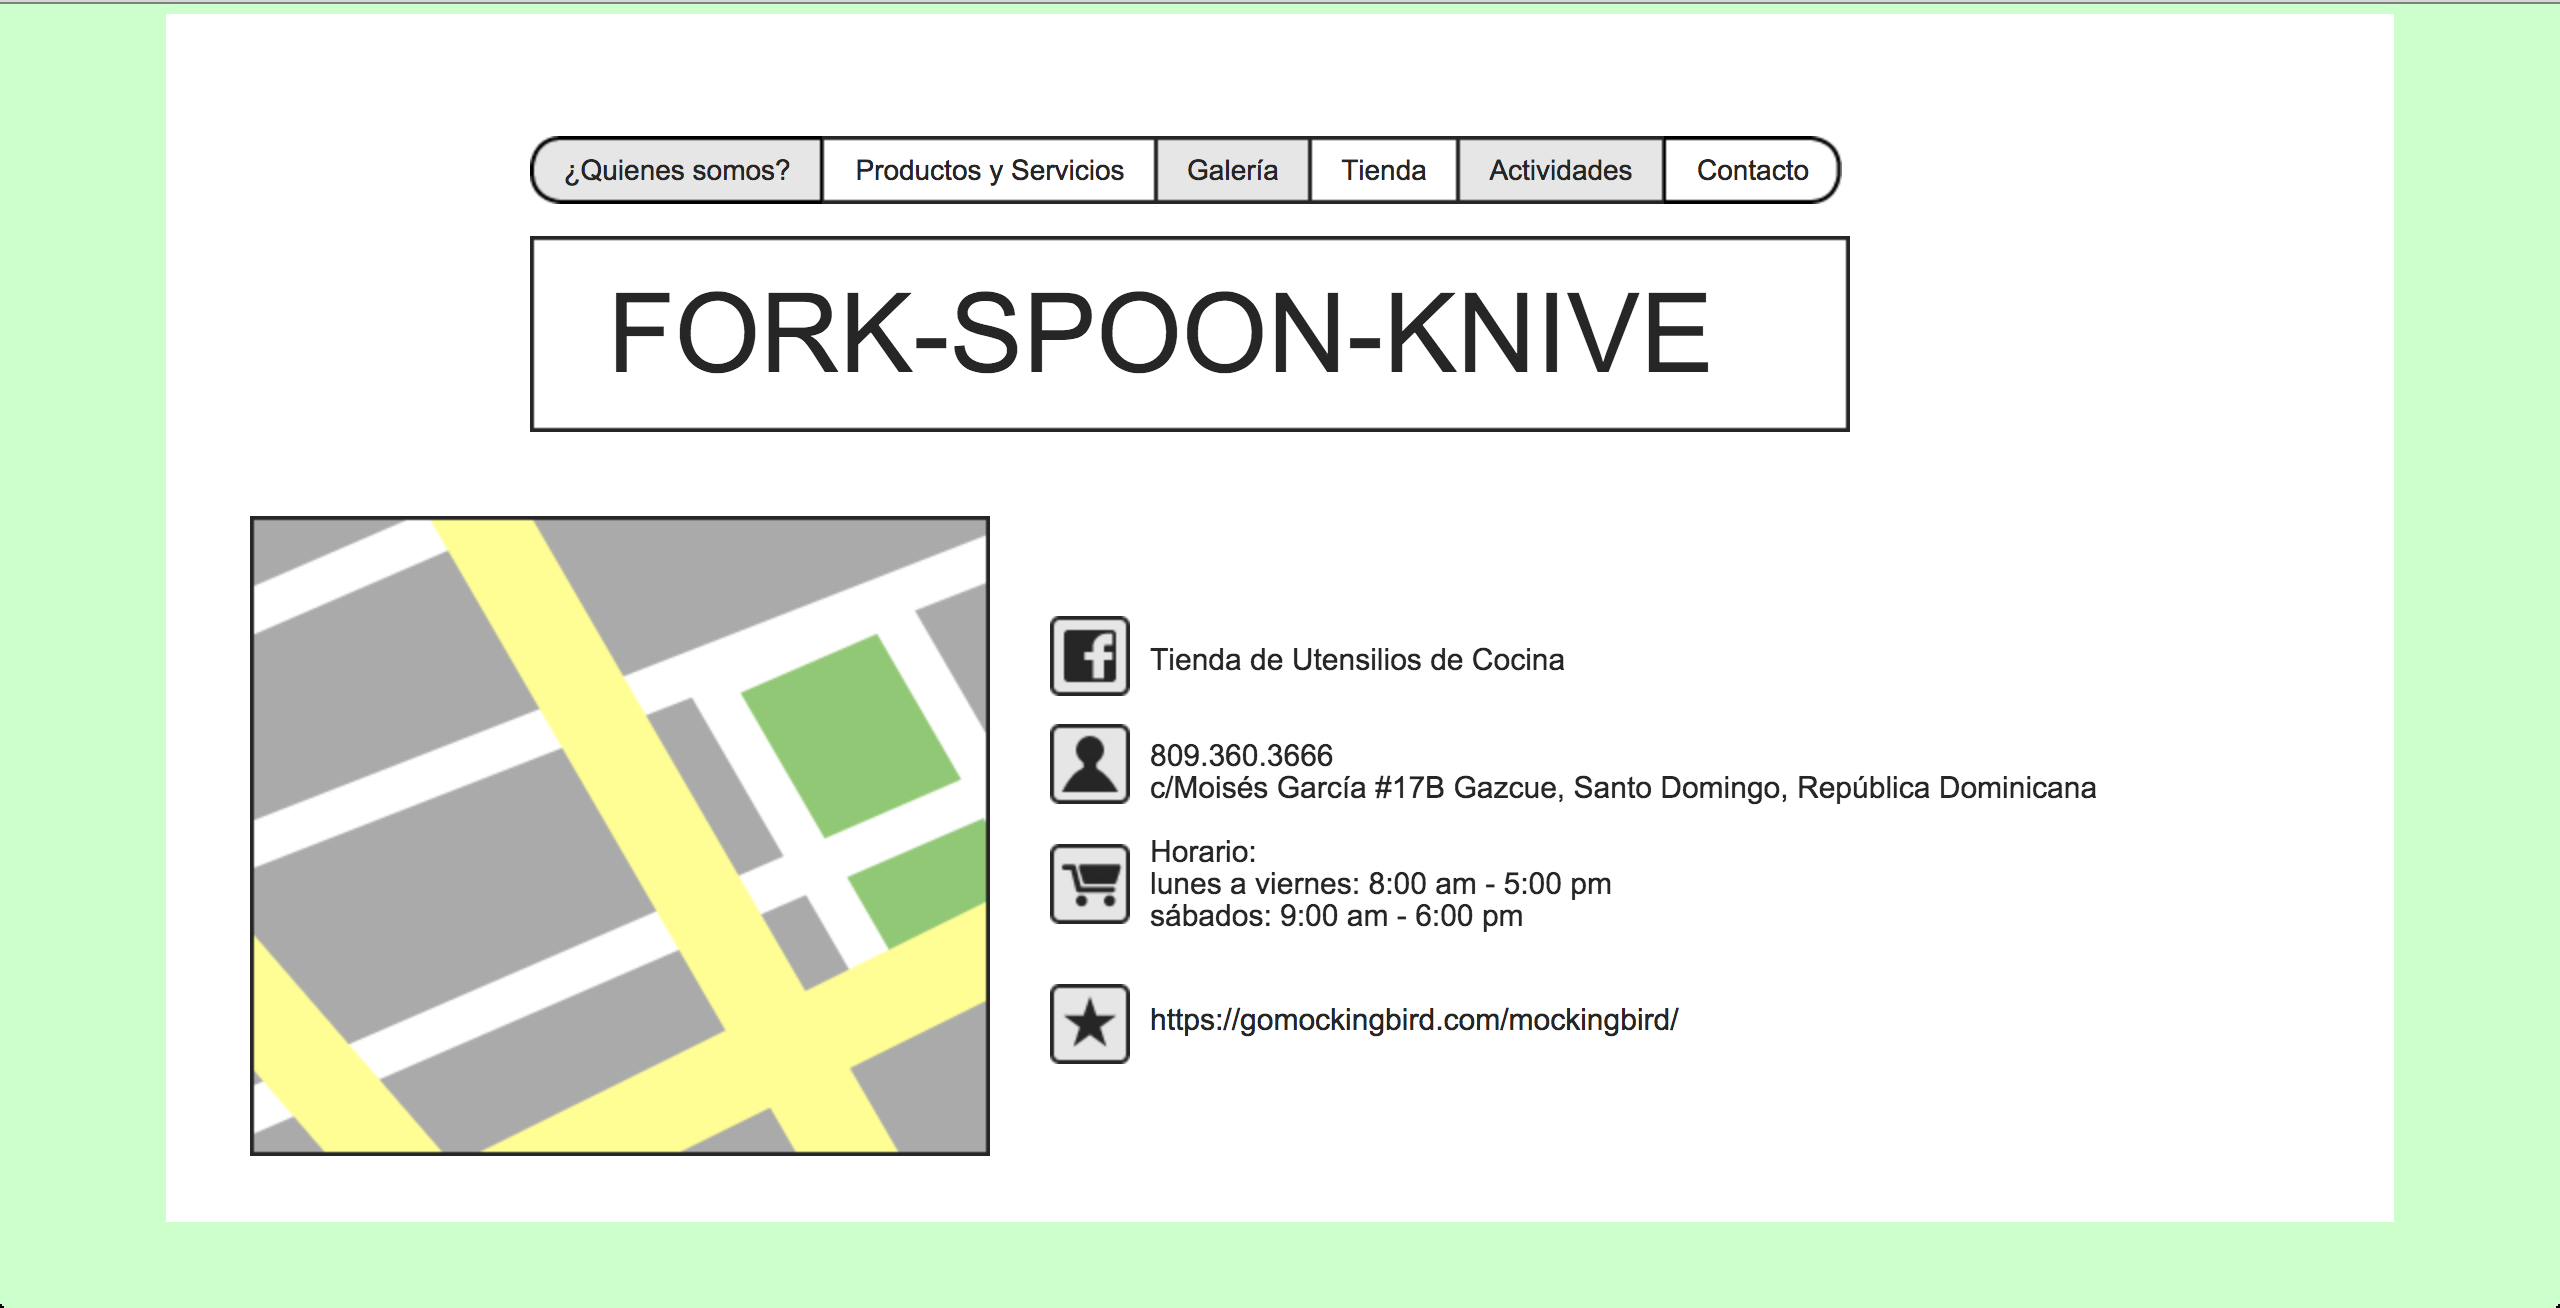 ¿Quienes somos? Productos y Servicios Galería Tienda Actividades Contacto
FORK-SPOON-KNIVE
Tienda de Utensilios de Cocina
809.360.3666
c/Moisés García #17B Gazcue, Santo Domingo, República Dominicana
Horario:
lunes a viernes: 8:00 am - 5:00 pm
sábados: 9:00 am - 6:00 pm
https://gomockingbird.com/mockingbird/